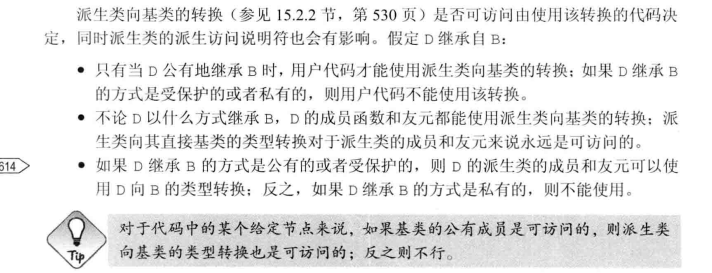 派生类向基类的转换（参见 15.2.2 节，第 530 页）是否可访问由使用该转换的代码决
定，同时派生类的派生访问说明符也会有影响。假定 D 继承自 B：
• 只有当 D 公有地继承 B 时，用户代码才能使用派生类向基类的转换；如果 D 继承 B
的方式是受保护的或者私有的，则用户代码不能使用该转换。
• 不论 D 以什么方式继承 B，D 的成员函数和友元都能使用派生类向基类的转换；派
生类向其直接基类的类型转换对于派生类的成员和友元来说永远是可访问的。
614
• 如果 D 继承 B 的方式是公有的或者受保护的，则 D 的派生类的成员和友元可以使
用 D 向 B 的类型转换；反之，如果 D 继承 B 的方式是私有的，则不能使用。
对于代码中的某个给定节点来说，如果基类的公有成员是可访问的，则派生类
向基类的类型转换也是可访问的；反之则不行。
Tip